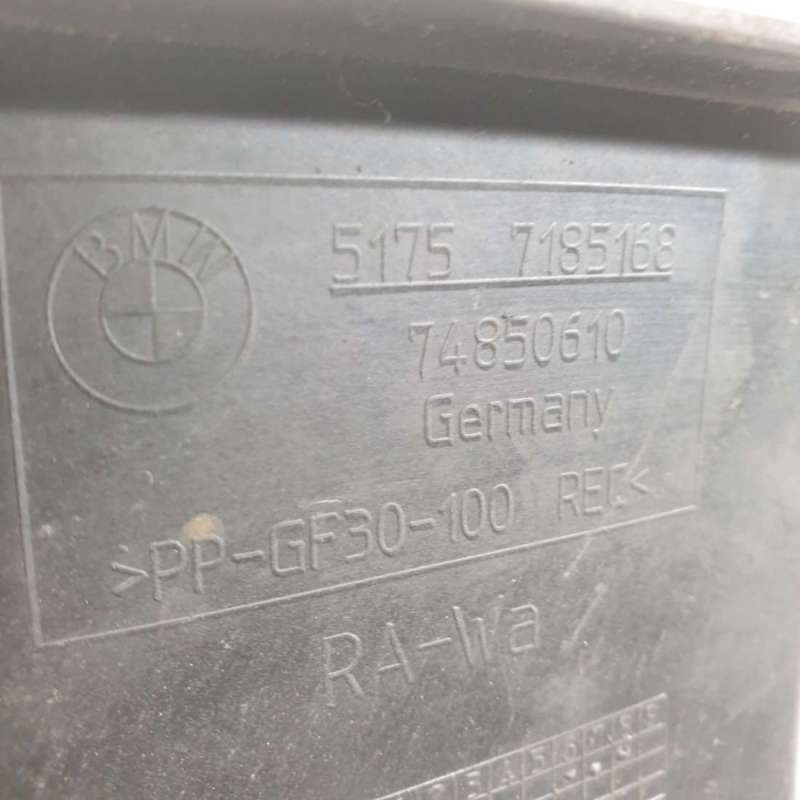 BMW
5175 7185168
74850610
Germany
>PP-GF30-100 REC<
RA-Wa